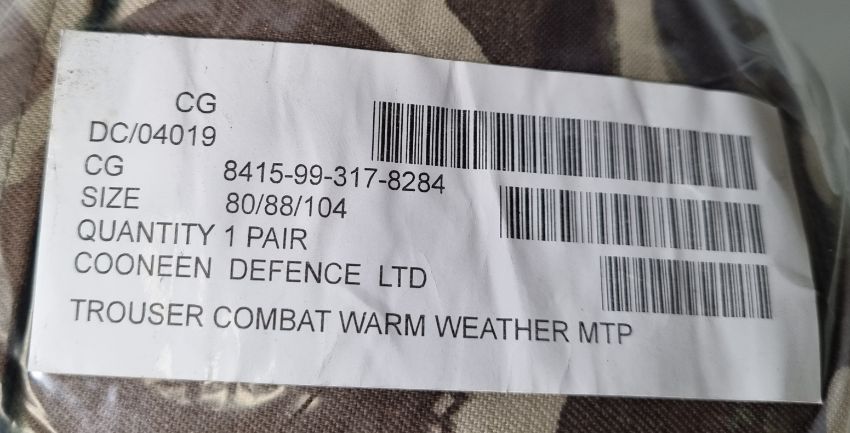 CG
DC/04019
CG 8415-99-317-8284
SIZE 80/88/104
QUANTITY 1 PAIR
COONEEN DEFENCE LTD
TROUSER COMBAT WARM WEATHER MTP